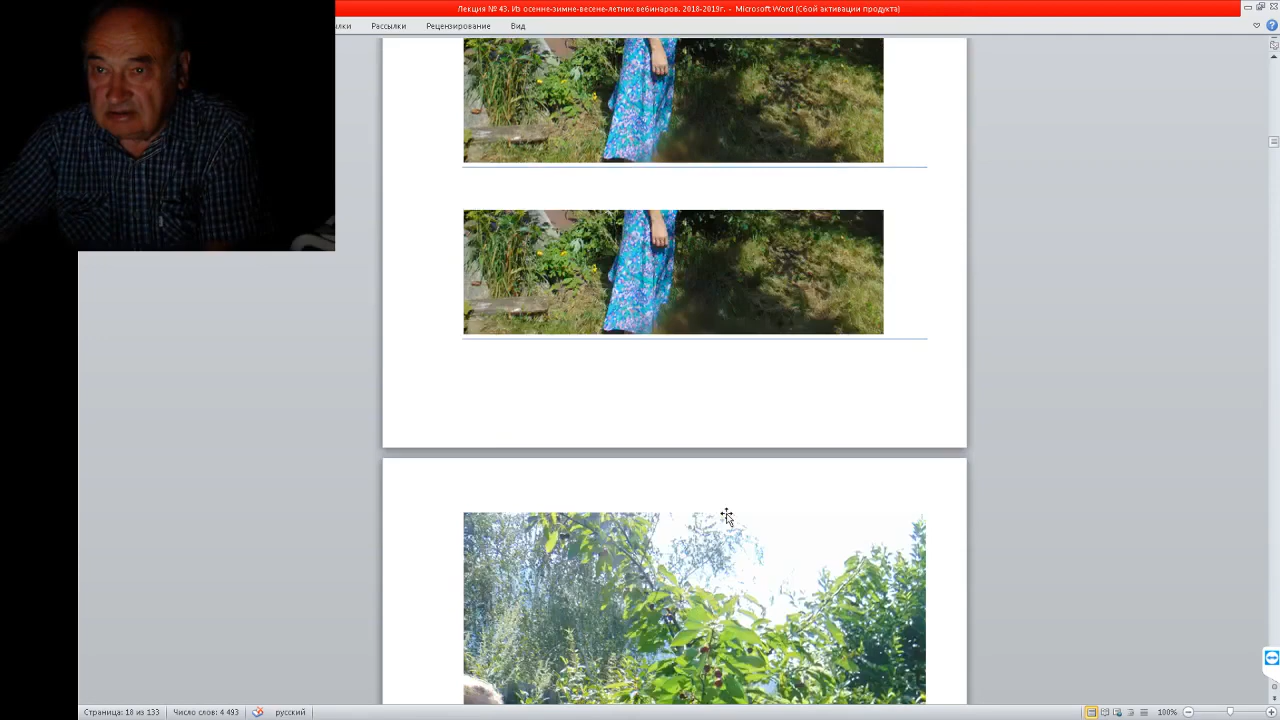 Лекция № 43. Из осенне-зимне-весене-летних вебинаров. 2018-2019г. - Microsoft Word (Сбой активации продукта)
Рассылки
Рецензирование
Вид
Страница: 18 из 133
Число слов: 4 493
русский
100%